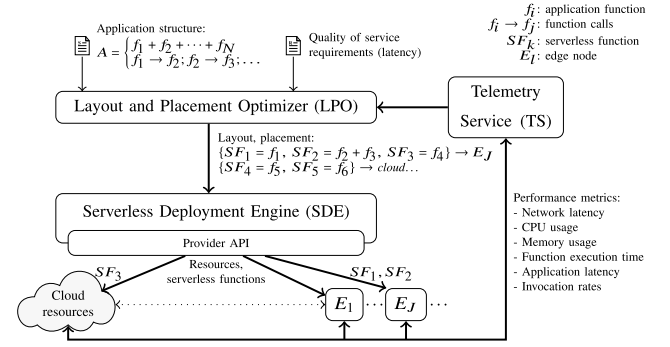 Application structure:
A = { f1 + f2 + ··· + fN
f1 → f2; f2 → f3; ...
Quality of service
requirements (latency)
fi: application function
fi → fj: function calls
SFk: serverless function
El: edge node
Layout and Placement Optimizer (LPO)
Telemetry
Service (TS)
Layout, placement:
{SF1 = f1, SF2 = f2 + f3, SF3 = f4} → EJ
{SF4 = f5, SF5 = f6} → cloud...
Serverless Deployment Engine (SDE)
Provider API
Performance metrics:
- Network latency
- CPU usage
- Memory usage
- Function execution time
- Application latency
- Invocation rates
SF3
Resources,
serverless functions
SF1, SF2
Cloud
resources
E1 ··· EJ ···